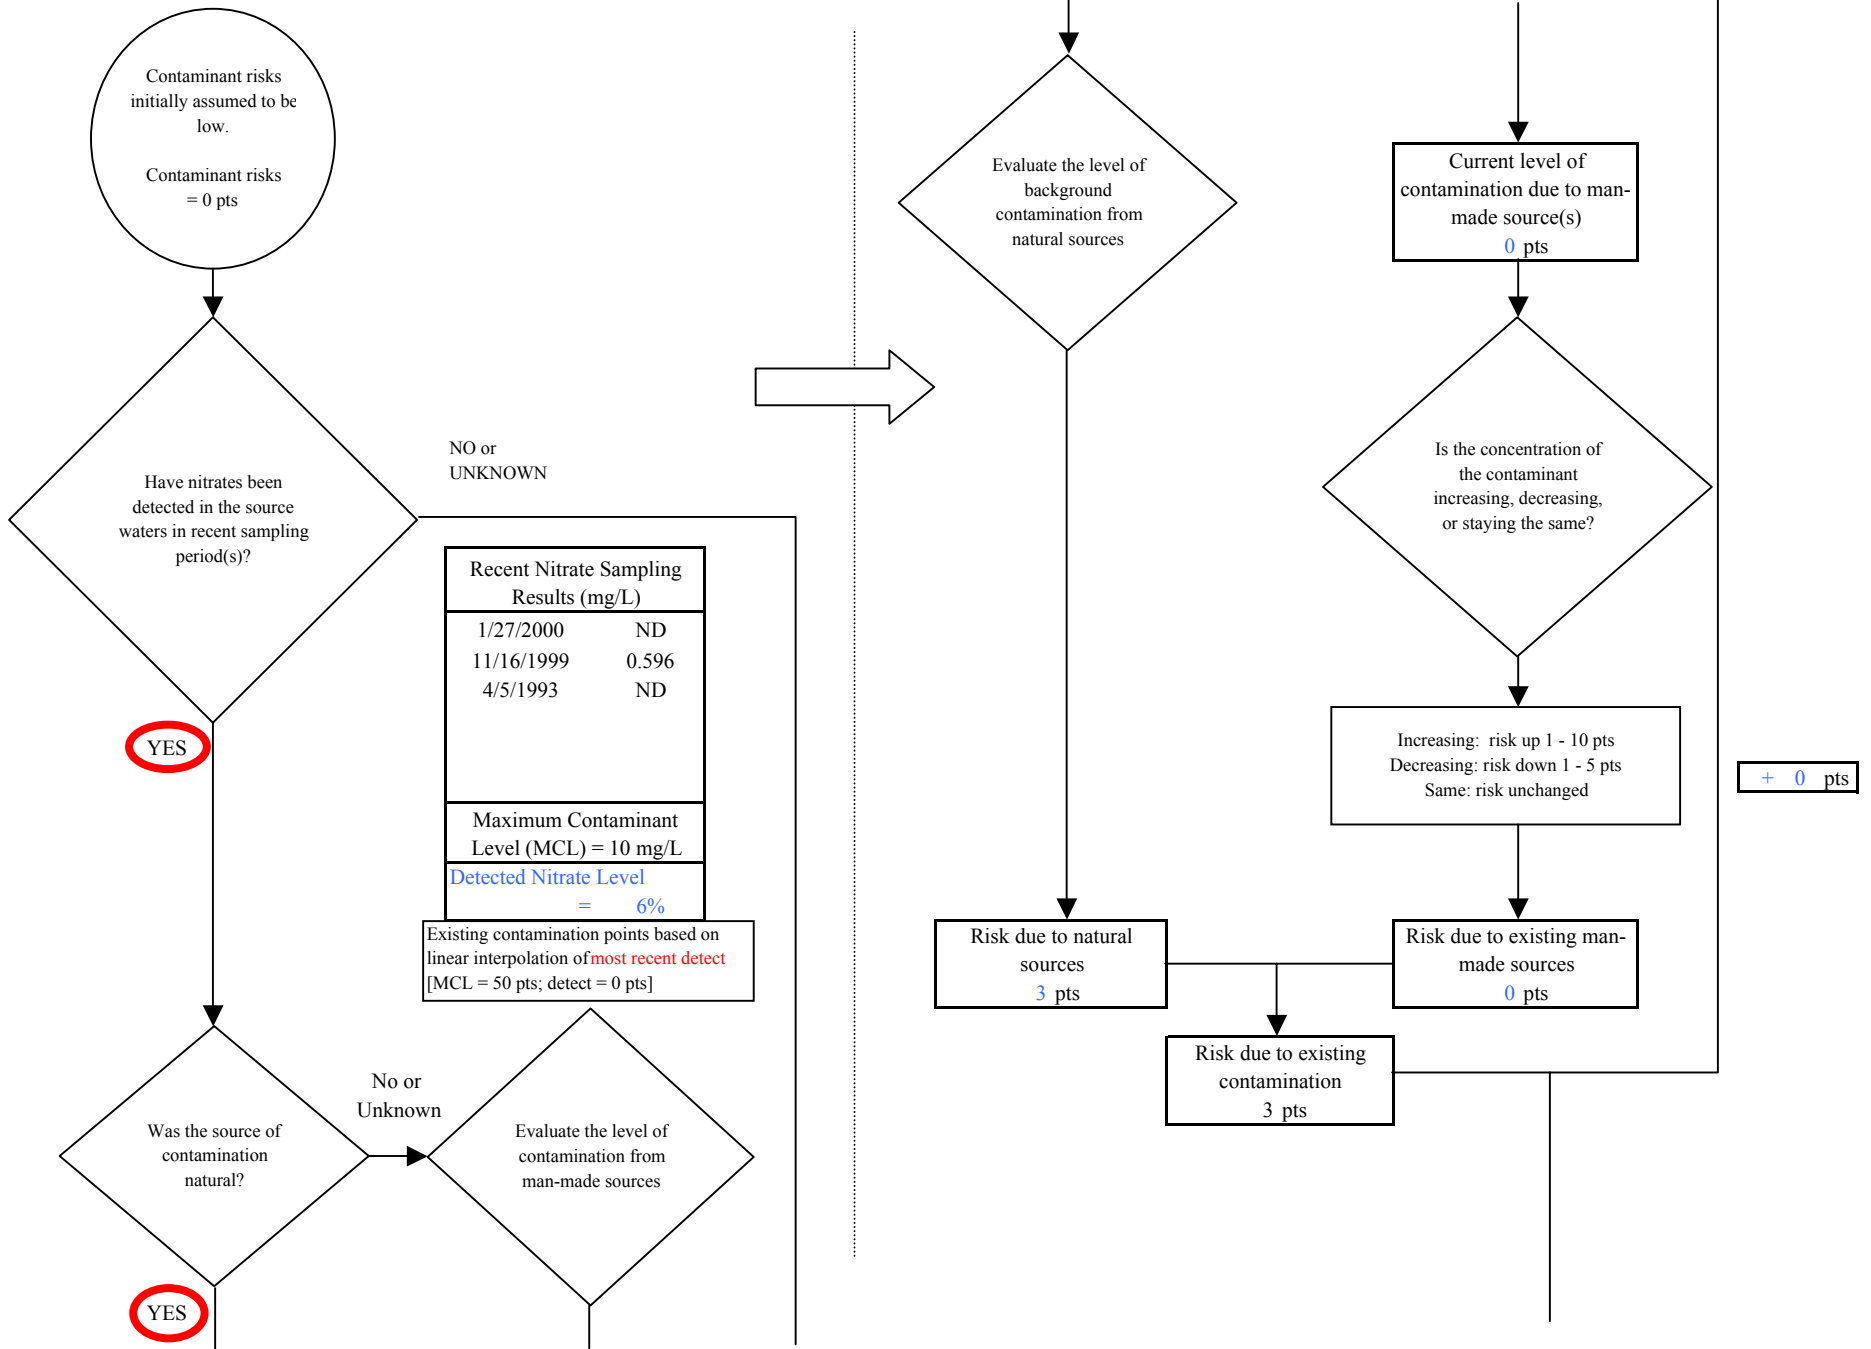 Contaminant risks
initially assumed to be
low.
Contaminant risks
= 0 pts
Have nitrates been
detected in the source
waters in recent sampling
period(s)?
NO or
UNKNOWN
YES
Recent Nitrate Sampling
Results (mg/L)
1/27/2000 ND
11/16/1999 0.596
4/5/1993 ND
Maximum Contaminant
Level (MCL) = 10 mg/L
Detected Nitrate Level
= 6%
Existing contamination points based on
linear interpolation of most recent detect
[MCL = 50 pts; detect = 0 pts]
Was the source of
contamination
natural?
No or
Unknown
Evaluate the level of
contamination from
man-made sources
YES
Evaluate the level of
background
contamination from
natural sources
Current level of
contamination due to man-
made source(s)
0 pts
Is the concentration of
the contaminant
increasing, decreasing,
or staying the same?
Increasing: risk up 1 - 10 pts
Decreasing: risk down 1 - 5 pts
Same: risk unchanged
+ 0 pts
Risk due to natural
sources
3 pts
Risk due to existing man-
made sources
0 pts
Risk due to existing
contamination
3 pts